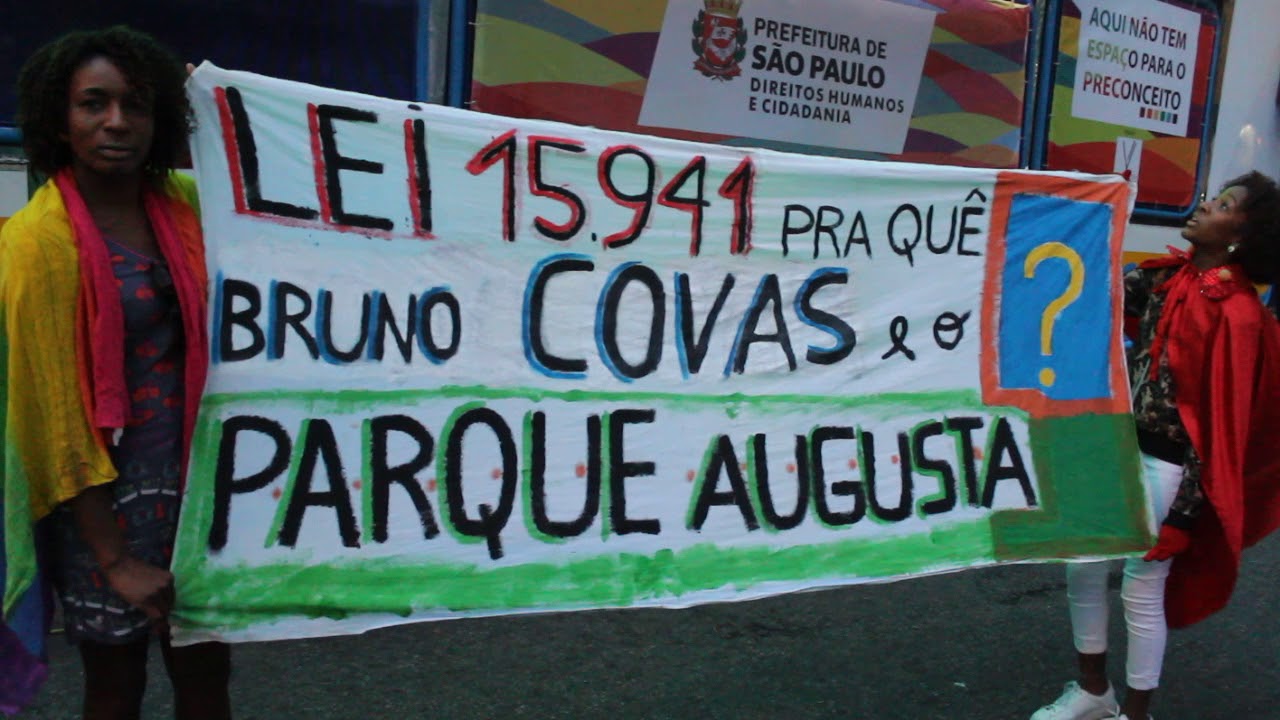 PREFEITURA DE
SÃO PAULO
DIREITOS HUMANOS
E CIDADANIA
AQUI NÃO TEM
ESPAÇO PARA O
PRECONCEITO
LEI 15.941 PRA QUÊ
BRUNO COVAS e o ?
PARQUE AUGUSTA